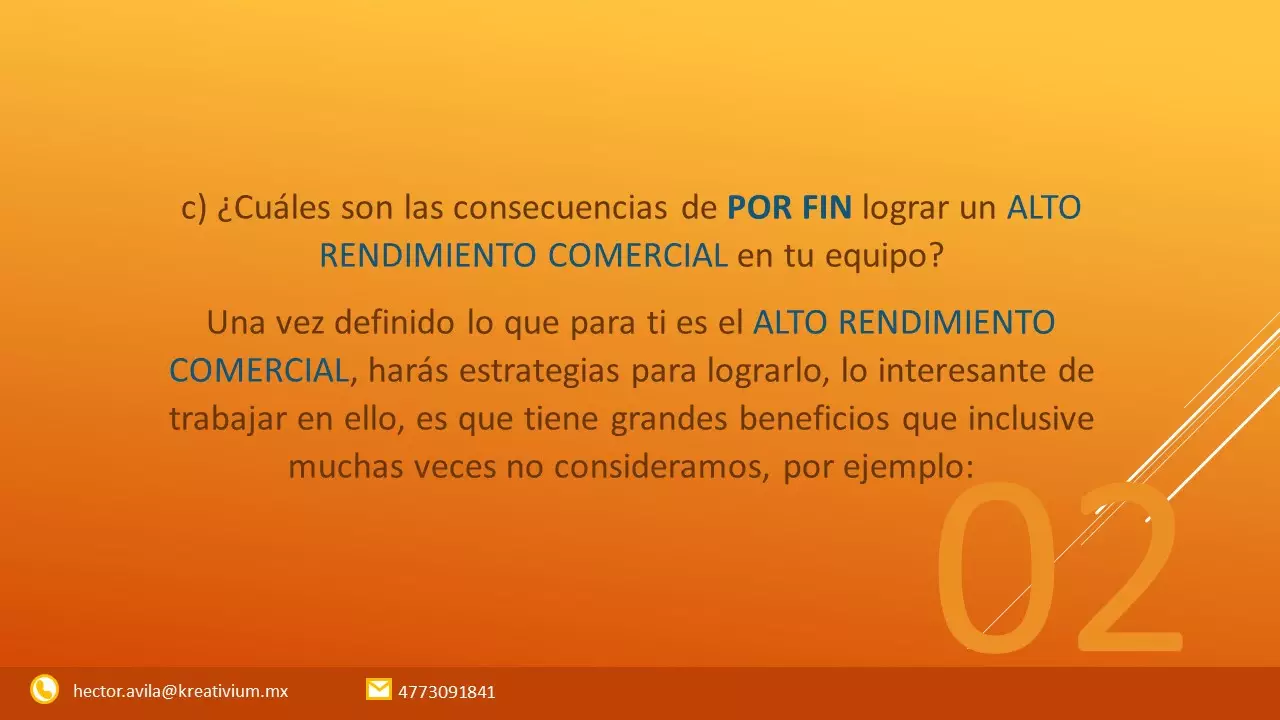 c) ¿Cuáles son las consecuencias de POR FIN lograr un ALTO
RENDIMIENTO COMERCIAL en tu equipo?
Una vez definido lo que para ti es el ALTO RENDIMIENTO
COMERCIAL, harás estrategias para lograrlo, lo interesante de
trabajar en ello, es que tiene grandes beneficios que inclusive
muchas veces no consideramos, por ejemplo:
02
hector.avila@kreativium.mx
4773091841